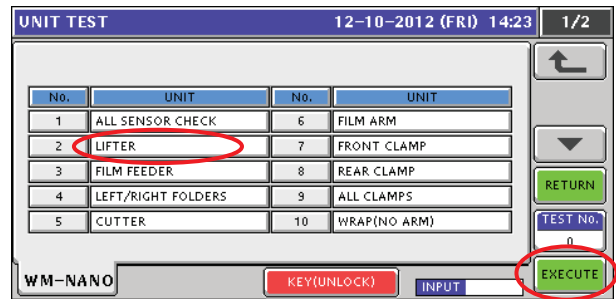 UNIT TEST 12-10-2012 (FRI) 14:23 1/2
No. UNIT No. UNIT
1 ALL SENSOR CHECK 6 FILM ARM
2 LIFTER 7 FRONT CLAMP
3 FILM FEEDER 8 REAR CLAMP
4 LEFT/RIGHT FOLDERS 9 ALL CLAMPS
5 CUTTER 10 WRAP(NO ARM)
RETURN
TEST No.
0
WM-NANO KEY(UNLOCK) INPUT EXECUTE